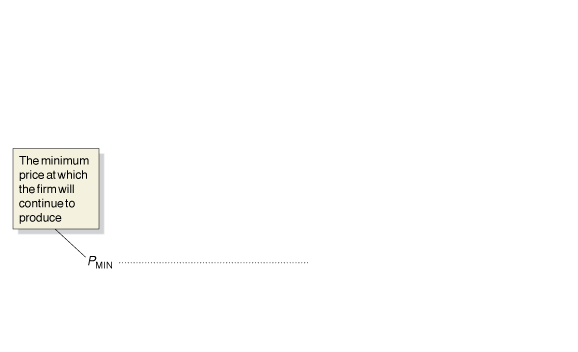 The minimum
price at which
the firm will
continue to
produce
PMIN